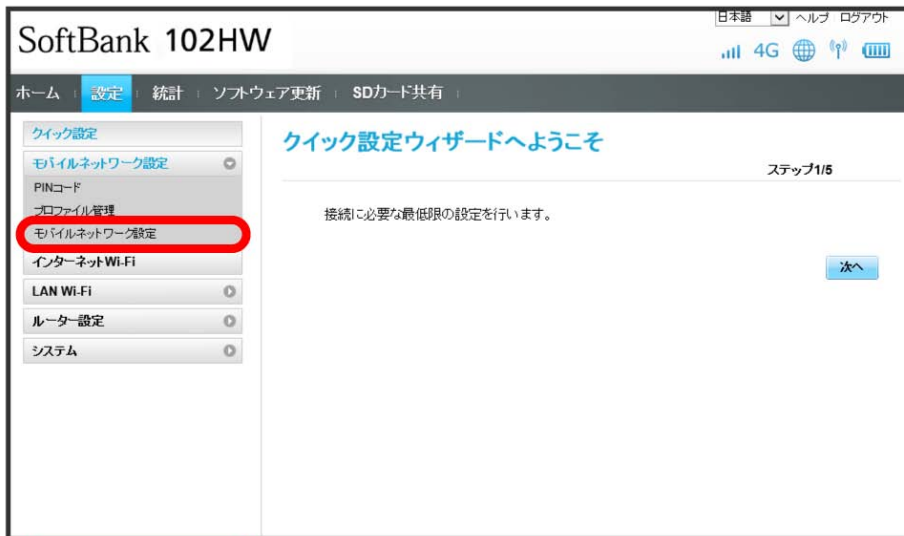 日本語 ヘルプ ログアウト
SoftBank 102HW
4G
ホーム 設定 統計 ソフトウェア更新 SDカード共有
クイック設定
モバイルネットワーク設定
PINコード
プロファイル管理
モバイルネットワーク設定
インターネットWi-Fi
LAN Wi-Fi
ルーター設定
システム
クイック設定ウィザードへようこそ
ステップ1/5
接続に必要な最低限の設定を行います。
次へ